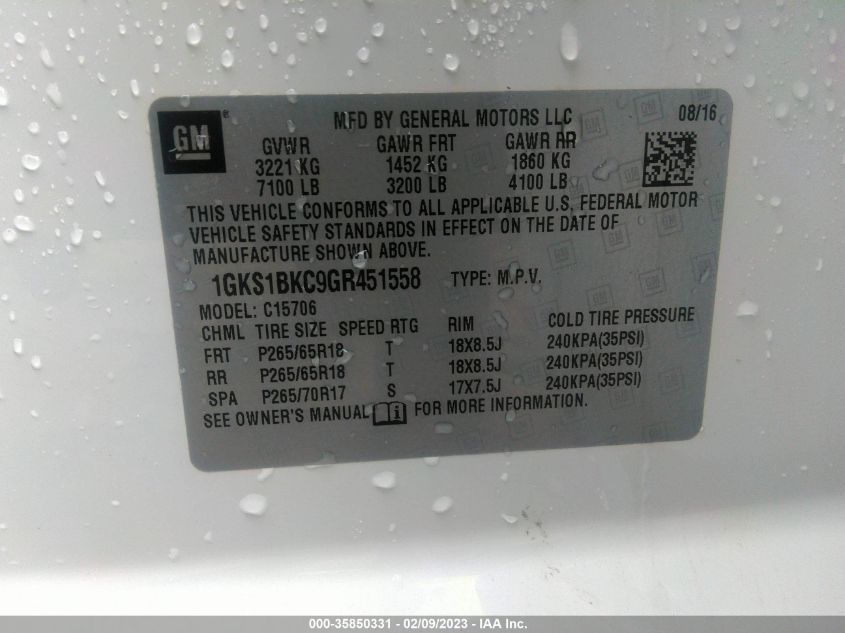 GM ®
MFD BY GENERAL MOTORS LLC 08/16
GVWR GAWR FRT GAWR RR
3221 KG 1452 KG 1860 KG
7100 LB 3200 LB 4100 LB
THIS VEHICLE CONFORMS TO ALL APPLICABLE U.S. FEDERAL MOTOR
VEHICLE SAFETY STANDARDS IN EFFECT ON THE DATE OF
MANUFACTURE SHOWN ABOVE.
1GKS1BKC9GR451558 TYPE: M.P.V.
MODEL: C15706
CHML TIRE SIZE SPEED RTG RIM COLD TIRE PRESSURE
FRT P265/65R18 T 18X8.5J 240KPA(35PSI)
RR P265/65R18 T 18X8.5J 240KPA(35PSI)
SPA P265/70R17 S 17X7.5J 240KPA(35PSI)
SEE OWNER'S MANUAL i FOR MORE INFORMATION.
000-35850331 - 02/09/2023 - IAA Inc.